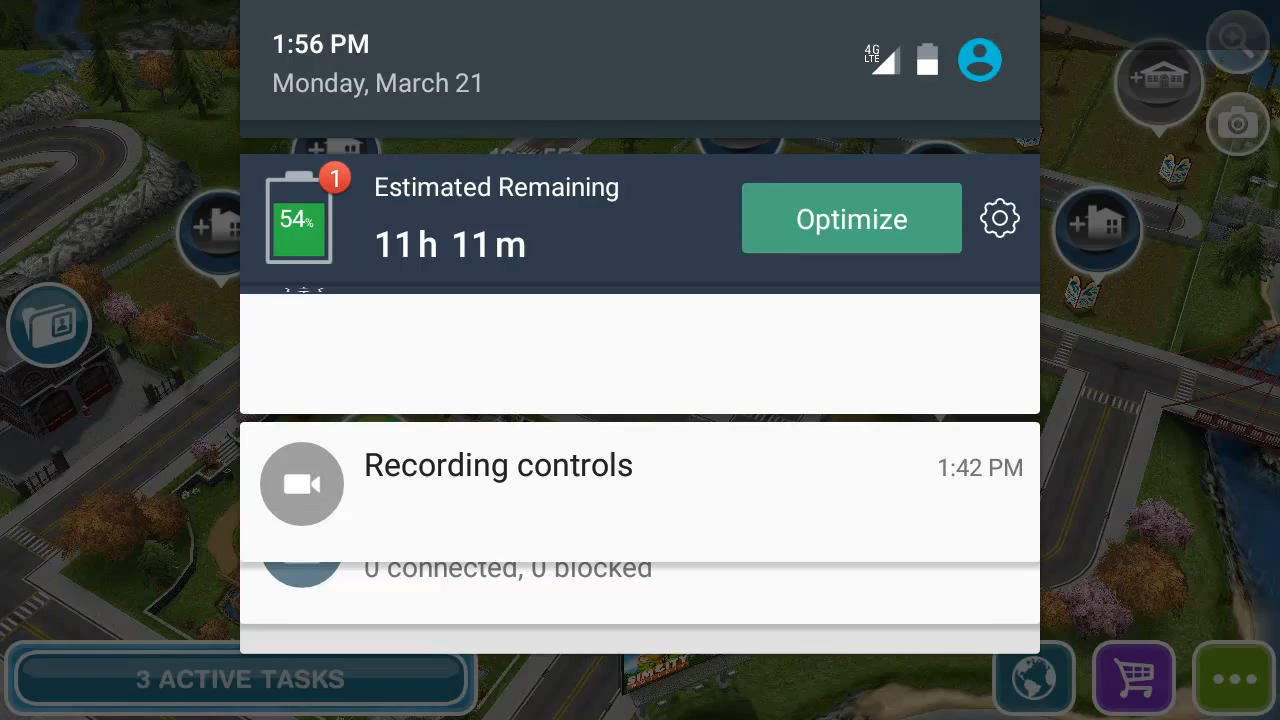 1:56 PM
4G
LTE
Monday, March 21
1
Estimated Remaining
54%
11h 11m
Optimize
Recording controls
1:42 PM
0 connected, 0 blocked
3 ACTIVE TASKS
SIMCITY